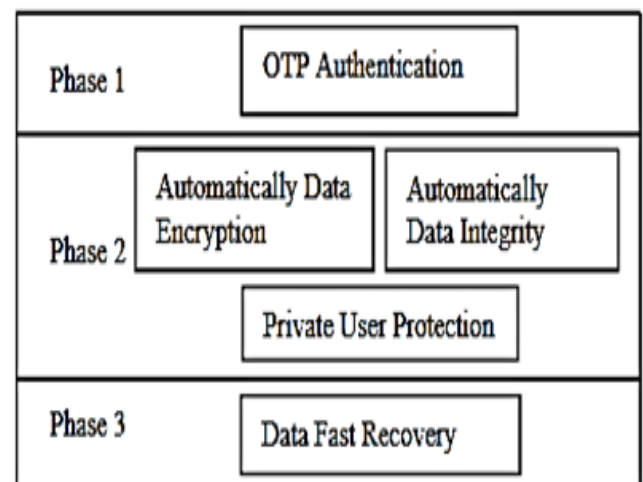 Phase 1
OTP Authentication
Phase 2
Automatically Data
Encryption
Automatically
Data Integrity
Private User Protection
Phase 3
Data Fast Recovery